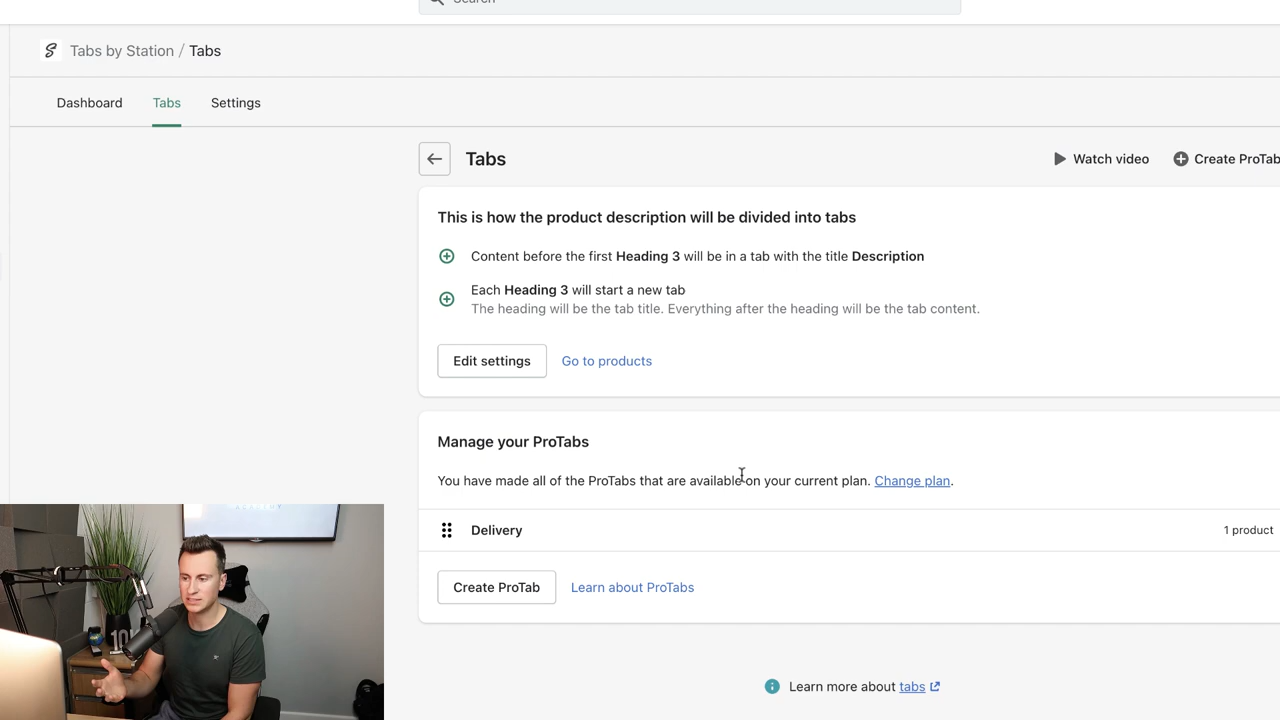 Search
Tabs by Station / Tabs
Dashboard Tabs Settings
Tabs
Watch video
Create ProTab
This is how the product description will be divided into tabs
Content before the first Heading 3 will be in a tab with the title Description
Each Heading 3 will start a new tab
The heading will be the tab title. Everything after the heading will be the tab content.
Edit settings Go to products
Manage your ProTabs
You have made all of the ProTabs that are available on your current plan. Change plan.
Delivery 1 product
Create ProTab Learn about ProTabs
Learn more about tabs